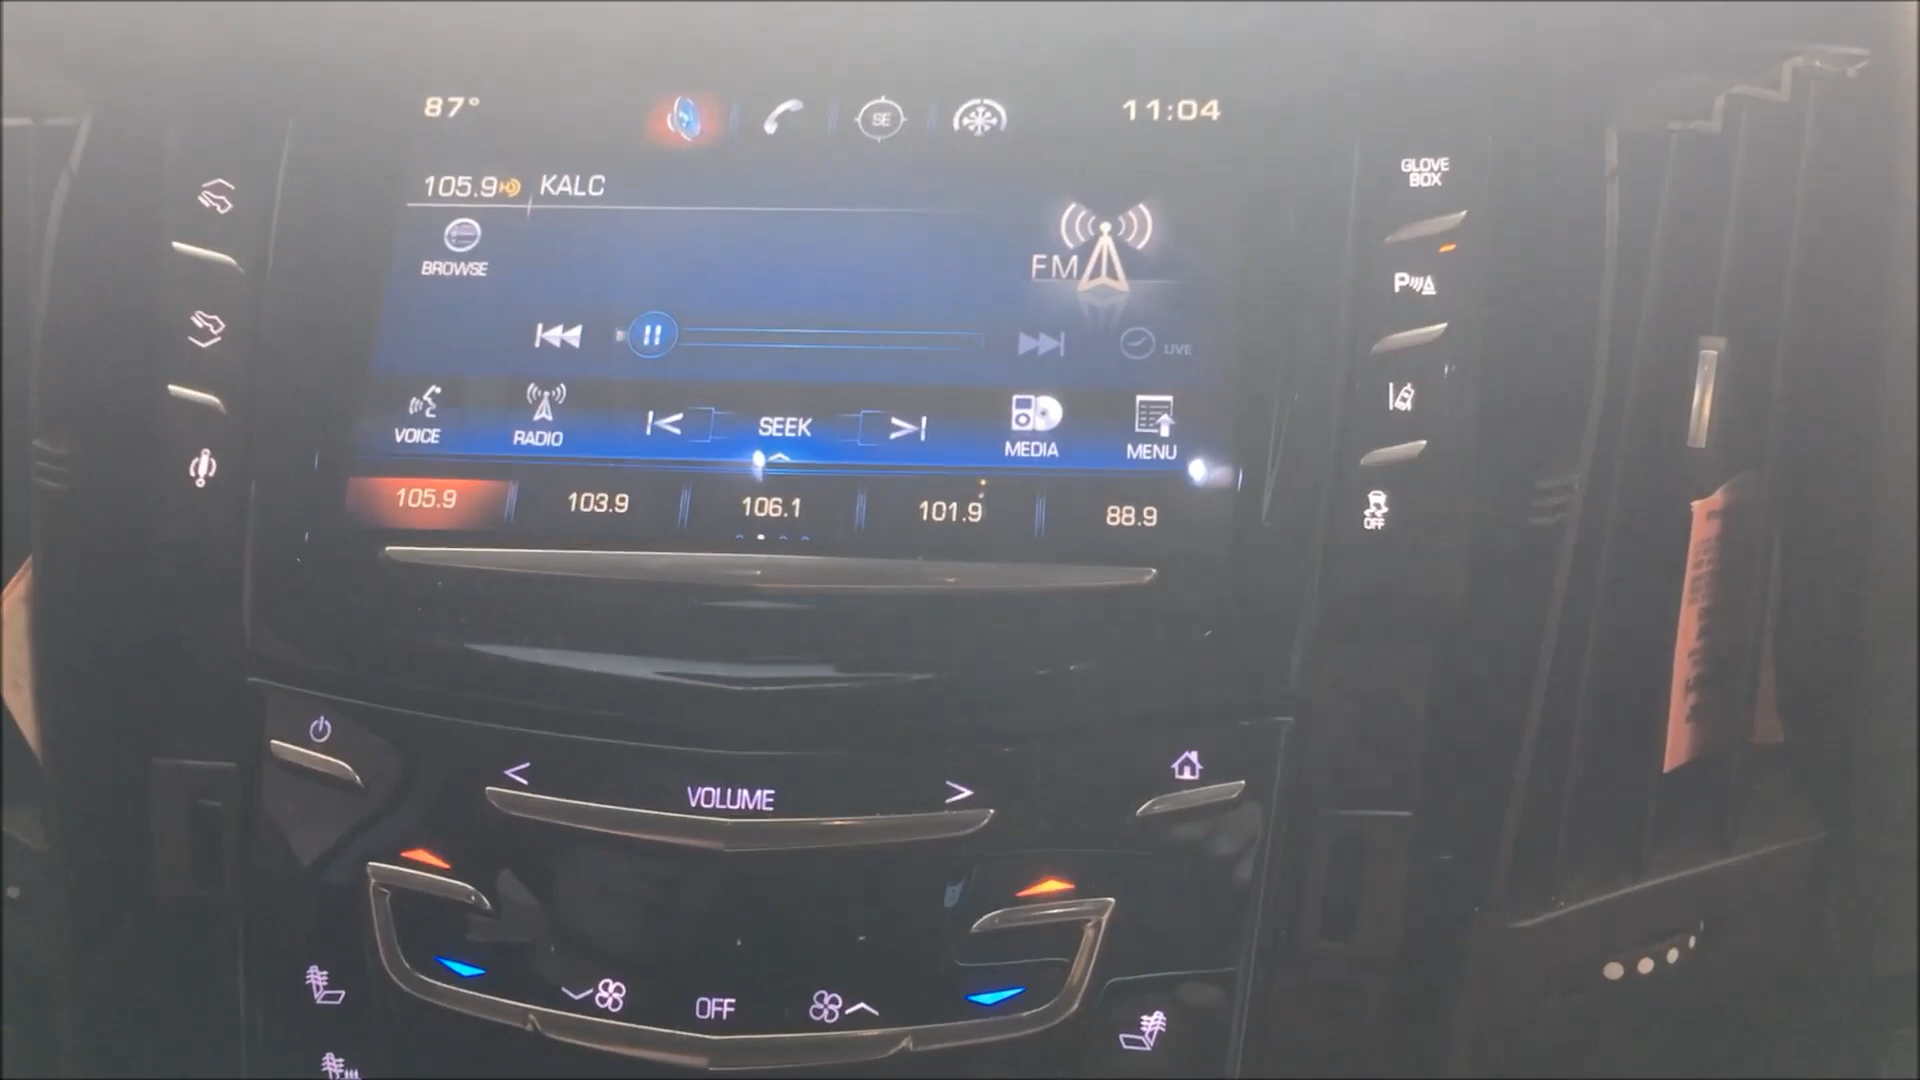 87°
SE
11:04
105.9 HD KALC
BROWSE
FM
LIVE
VOICE
RADIO
SEEK
MEDIA
MENU
105.9
103.9
106.1
101.9
88.9
GLOVE
BOX
P
OFF
< VOLUME >
OFF